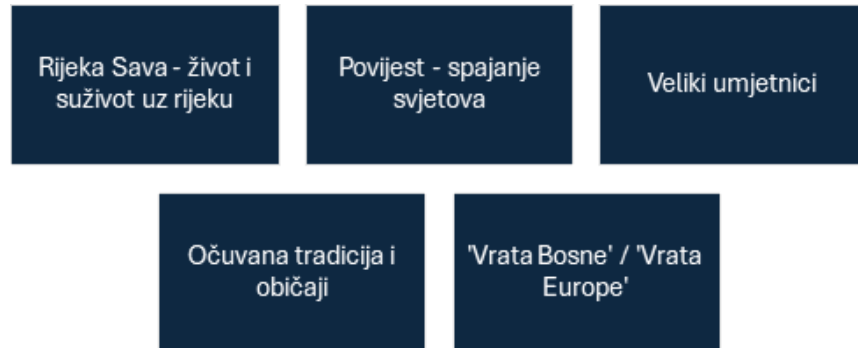 Rijeka Sava - život i
suživot uz rijeku
Povijest - spajanje
svjetova
Veliki umjetnici
Očuvana tradicija i
običaji
'Vrata Bosne' / 'Vrata
Europe'